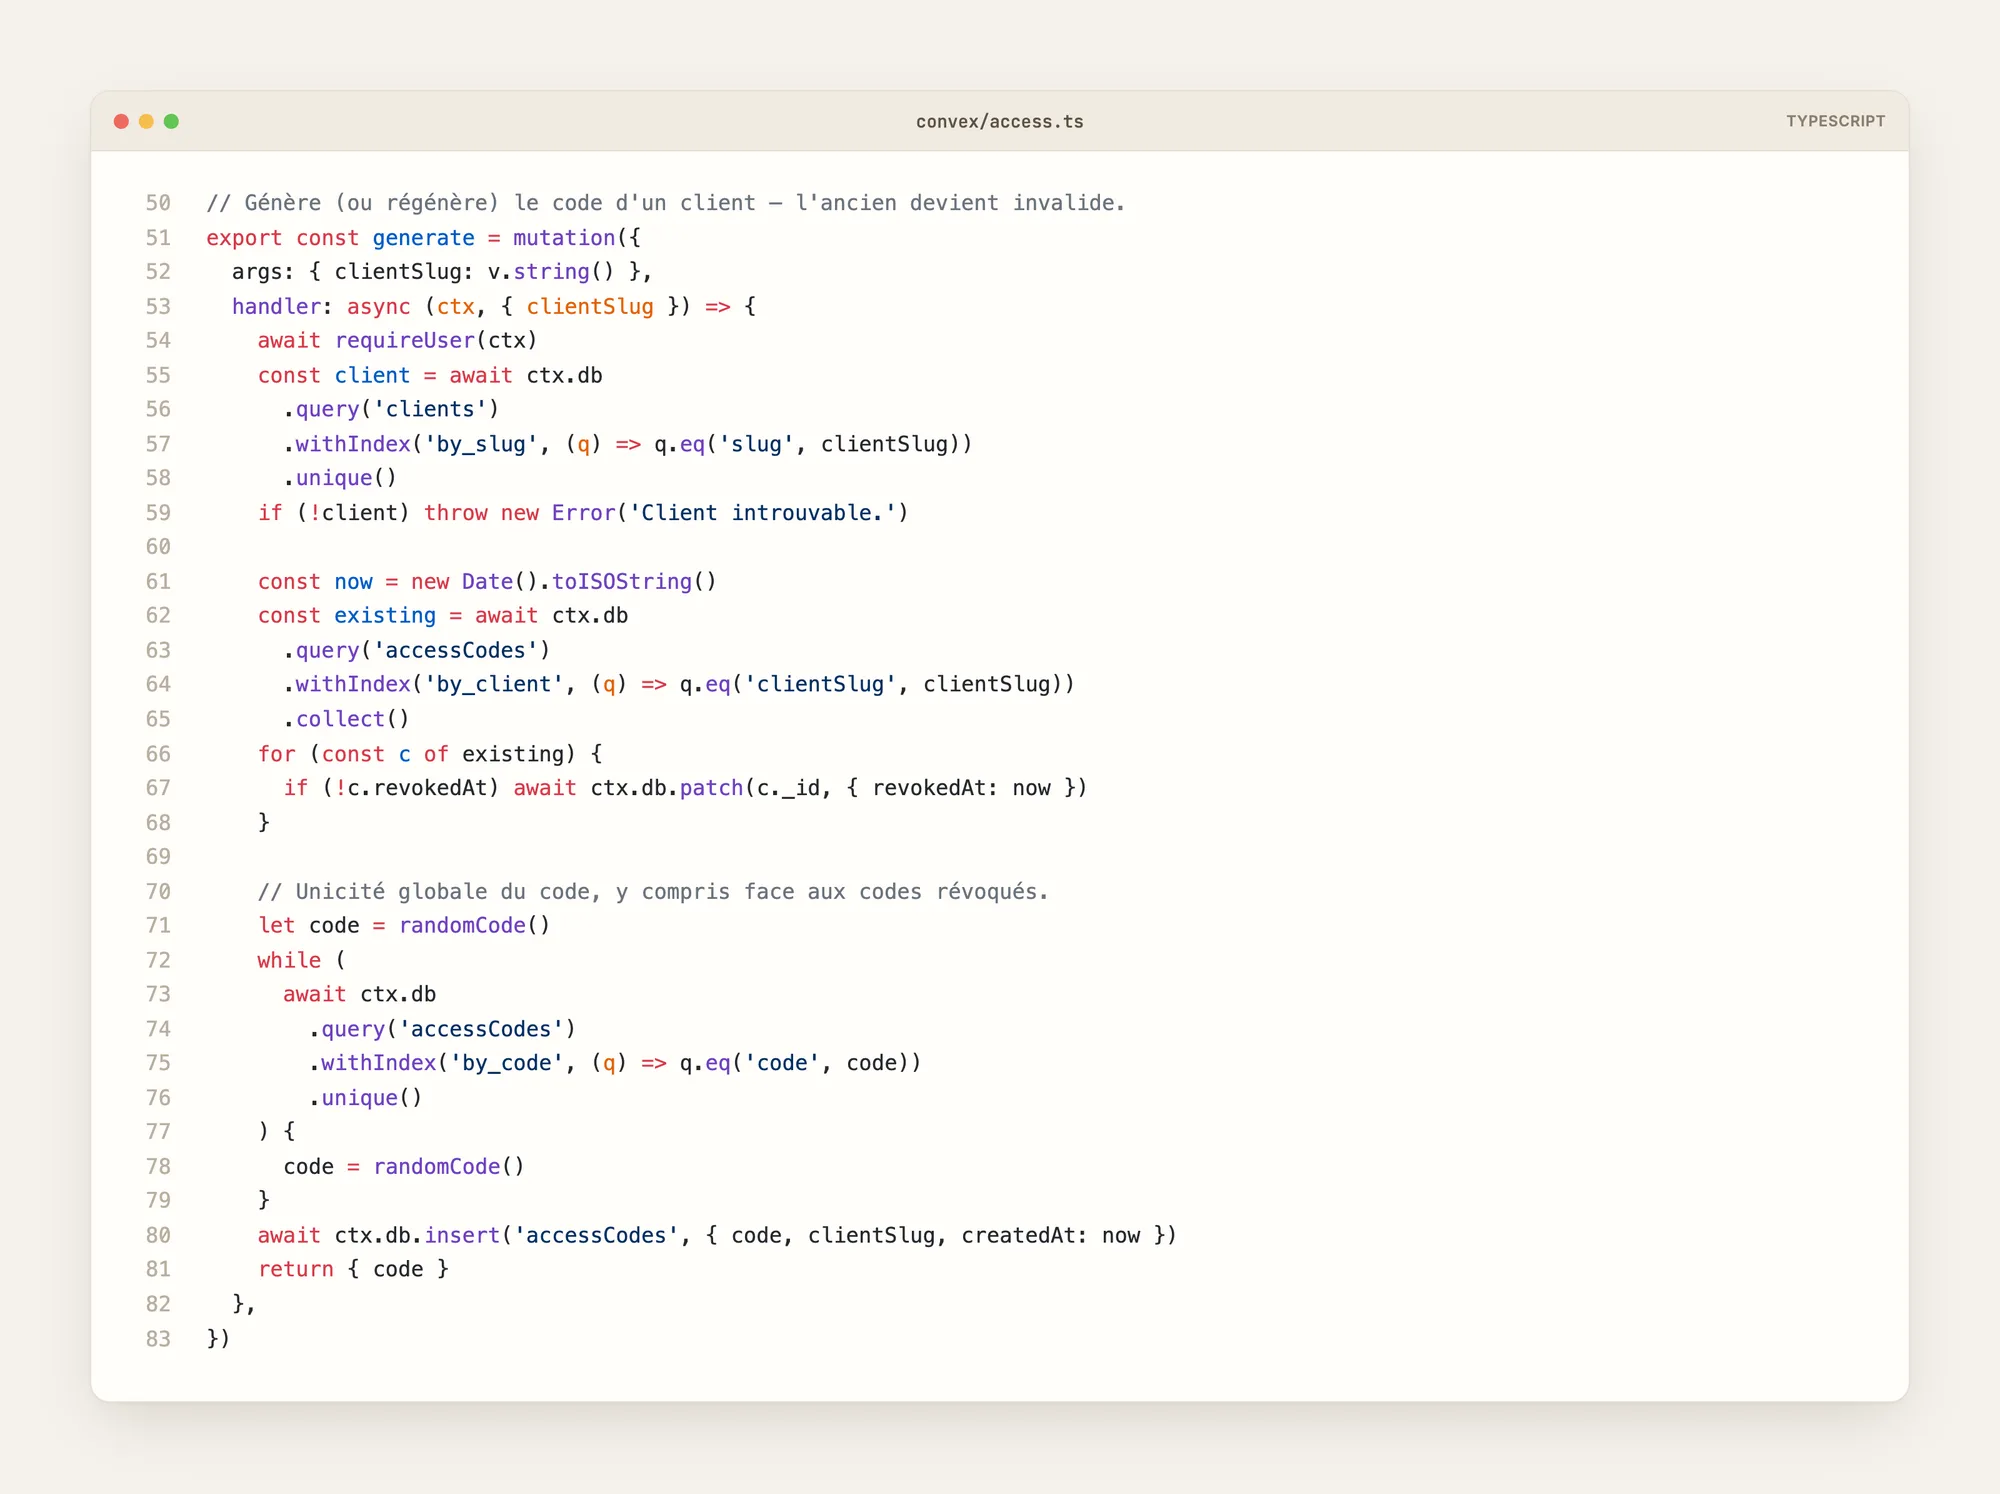 convex/access.ts
TYPESCRIPT
50 // Génère (ou régénère) le code d'un client — l'ancien devient invalide.
51 export const generate = mutation({
52   args: { clientSlug: v.string() },
53   handler: async (ctx, { clientSlug }) => {
54     await requireUser(ctx)
55     const client = await ctx.db
56       .query('clients')
57       .withIndex('by_slug', (q) => q.eq('slug', clientSlug))
58       .unique()
59     if (!client) throw new Error('Client introuvable.')
60
61     const now = new Date().toISOString()
62     const existing = await ctx.db
63       .query('accessCodes')
64       .withIndex('by_client', (q) => q.eq('clientSlug', clientSlug))
65       .collect()
66     for (const c of existing) {
67       if (!c.revokedAt) await ctx.db.patch(c._id, { revokedAt: now })
68     }
69
70     // Unicité globale du code, y compris face aux codes révoqués.
71     let code = randomCode()
72     while (
73       await ctx.db
74         .query('accessCodes')
75         .withIndex('by_code', (q) => q.eq('code', code))
76         .unique()
77     ) {
78       code = randomCode()
79     }
80     await ctx.db.insert('accessCodes', { code, clientSlug, createdAt: now })
81     return { code }
82   },
83 })